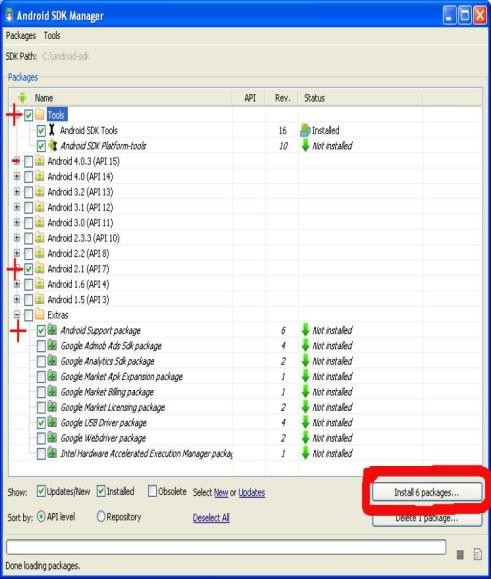 Android SDK Manager
Packages Tools
SDK Path: C:\android-sdk
Packages
Name API Rev. Status
Tools
Android SDK Tools 16 Installed
Android SDK Platform-tools 10 Not installed
Android 4.0.3 (API 15)
Android 4.0 (API 14)
Android 3.2 (API 13)
Android 3.1 (API 12)
Android 3.0 (API 11)
Android 2.3.3 (API 10)
Android 2.2 (API 8)
Android 2.1 (API 7)
Android 1.6 (API 4)
Android 1.5 (API 3)
Extras
Android Support package 6 Not installed
Google Admob Ads Sdk package 4 Not installed
Google Analytics Sdk package 2 Not installed
Google Market Apk Expansion package 1 Not installed
Google Market Billing package 1 Not installed
Google Market Licensing package 2 Not installed
Google USB Driver package 4 Not installed
Google Webdriver package 2 Not installed
Intel Hardware Accelerated Execution Manager packag 1 Not installed
Show: Updates/New Installed Obsolete Select New or Updates Install 6 packages...
Sort by: API level Repository Deselect All Delete 1 package...
Done loading packages.